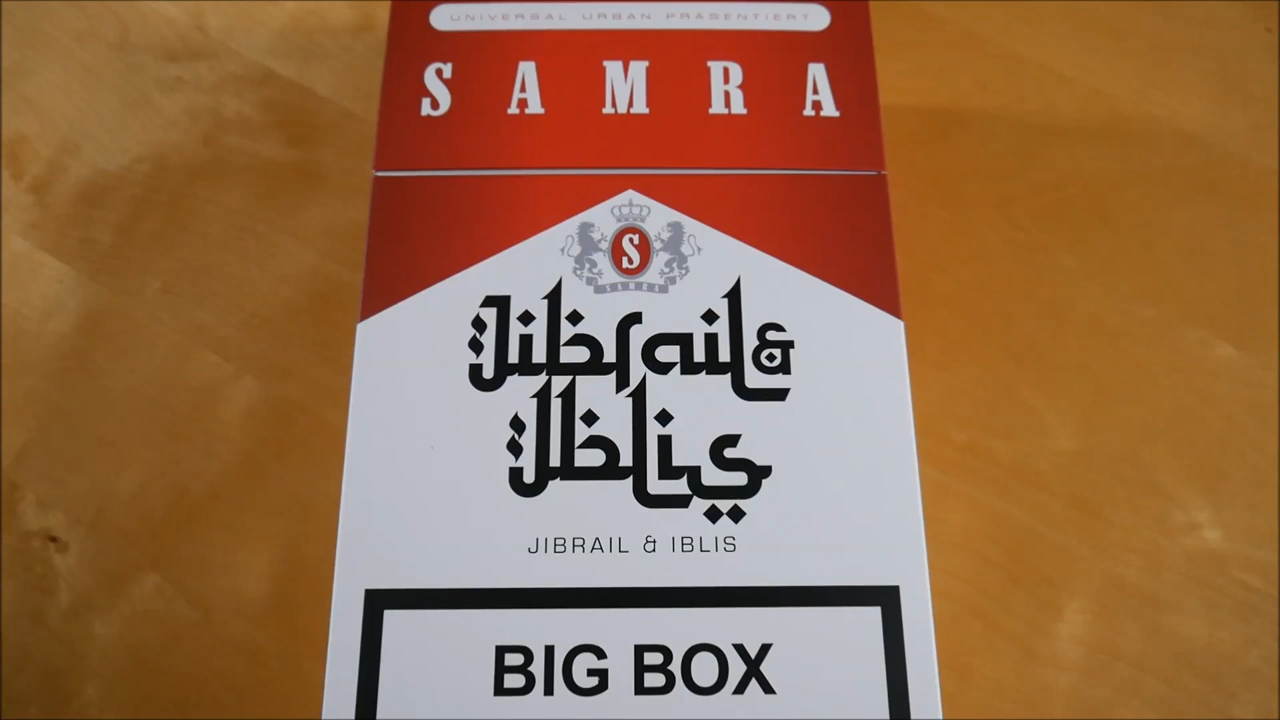 UNIVERSAL URBAN PRÄSENTIERT
SAMRA
S
SAMRA
Jibrail &
Iblis
JIBRAIL & IBLIS
BIG BOX